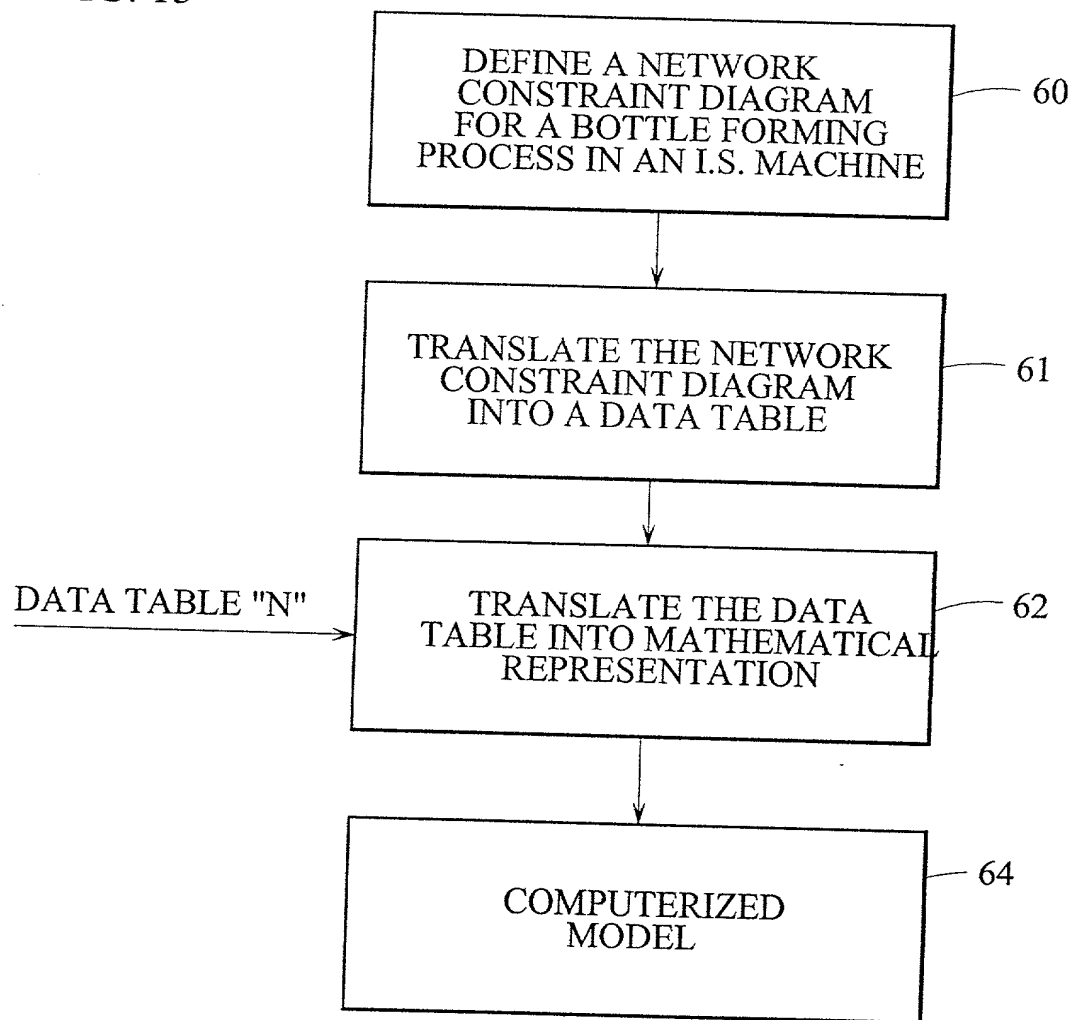 DEFINE A NETWORK
CONSTRAINT DIAGRAM
FOR A BOTTLE FORMING
PROCESS IN AN I.S. MACHINE
60
TRANSLATE THE NETWORK
CONSTRAINT DIAGRAM
INTO A DATA TABLE
61
DATA TABLE "N"
TRANSLATE THE DATA
TABLE INTO MATHEMATICAL
REPRESENTATION
62
COMPUTERIZED
MODEL
64